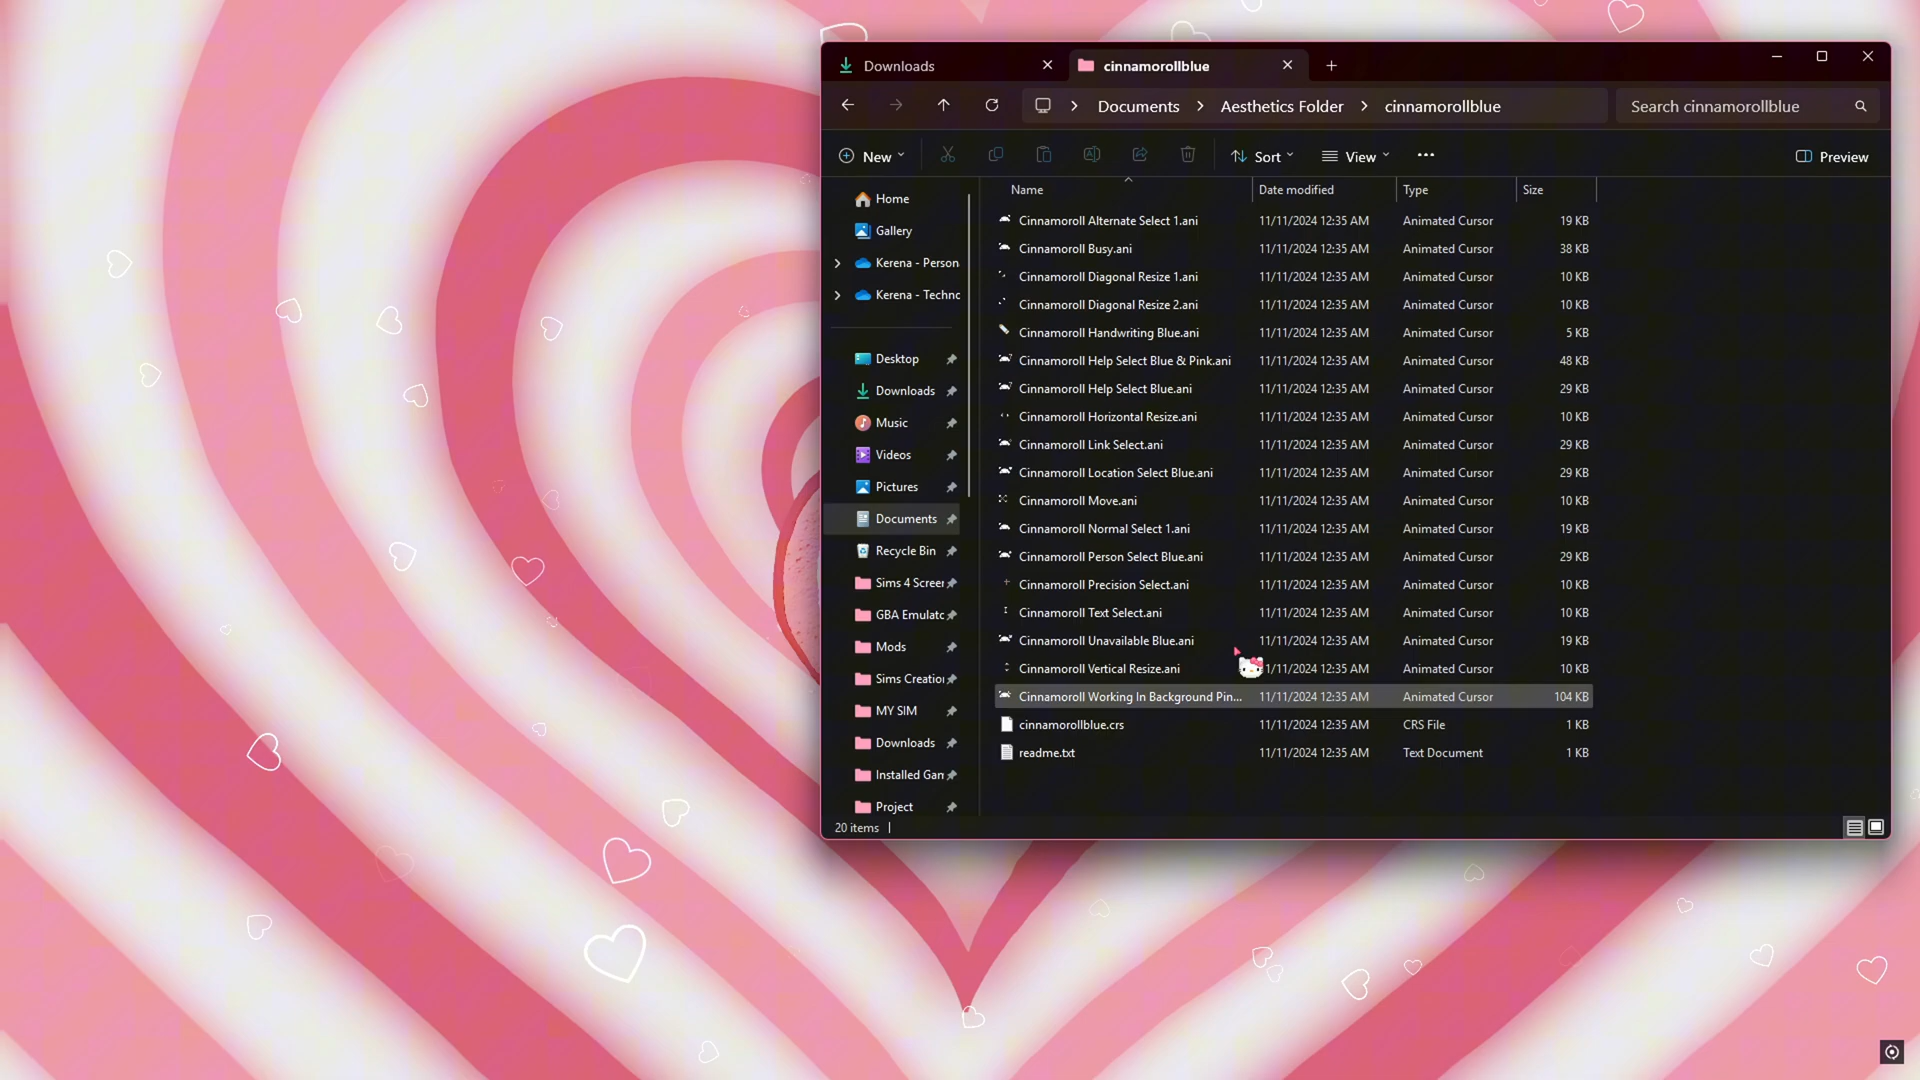 Downloads
cinnamorollblue
Documents
Aesthetics Folder
cinnamorollblue
Search cinnamorollblue
New
Sort
View
Preview
Name
Date modified
Type
Size
Home
Gallery
Kerena - Person
Kerena - Techno
Desktop
Downloads
Music
Videos
Pictures
Documents
Recycle Bin
Sims 4 Screer
GBA Emulato
Mods
Sims Creation
MY SIM
Downloads
Installed Gam
Project
Cinnamoroll Alternate Select 1.ani 11/11/2024 12:35 AM Animated Cursor 19 KB
Cinnamoroll Busy.ani 11/11/2024 12:35 AM Animated Cursor 38 KB
Cinnamoroll Diagonal Resize 1.ani 11/11/2024 12:35 AM Animated Cursor 10 KB
Cinnamoroll Diagonal Resize 2.ani 11/11/2024 12:35 AM Animated Cursor 10 KB
Cinnamoroll Handwriting Blue.ani 11/11/2024 12:35 AM Animated Cursor 5 KB
Cinnamoroll Help Select Blue & Pink.ani 11/11/2024 12:35 AM Animated Cursor 48 KB
Cinnamoroll Help Select Blue.ani 11/11/2024 12:35 AM Animated Cursor 29 KB
Cinnamoroll Horizontal Resize.ani 11/11/2024 12:35 AM Animated Cursor 10 KB
Cinnamoroll Link Select.ani 11/11/2024 12:35 AM Animated Cursor 29 KB
Cinnamoroll Location Select Blue.ani 11/11/2024 12:35 AM Animated Cursor 29 KB
Cinnamoroll Move.ani 11/11/2024 12:35 AM Animated Cursor 10 KB
Cinnamoroll Normal Select 1.ani 11/11/2024 12:35 AM Animated Cursor 19 KB
Cinnamoroll Person Select Blue.ani 11/11/2024 12:35 AM Animated Cursor 29 KB
Cinnamoroll Precision Select.ani 11/11/2024 12:35 AM Animated Cursor 10 KB
Cinnamoroll Text Select.ani 11/11/2024 12:35 AM Animated Cursor 10 KB
Cinnamoroll Unavailable Blue.ani 11/11/2024 12:35 AM Animated Cursor 19 KB
Cinnamoroll Vertical Resize.ani 1/11/2024 12:35 AM Animated Cursor 10 KB
Cinnamoroll Working In Background Pin... 11/11/2024 12:35 AM Animated Cursor 104 KB
cinnamorollblue.crs 11/11/2024 12:35 AM CRS File 1 KB
readme.txt 11/11/2024 12:35 AM Text Document 1 KB
20 items